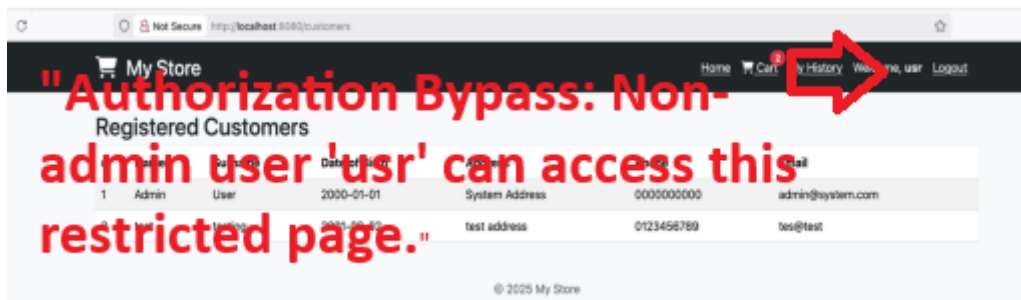 Not Secure http://localhost:8080/customers
My Store Home Cart 2 My History Welcome, usr Logout
"Authorization Bypass: Non-
Registered Customers
admin user 'usr' can access this
1 Admin User 2000-01-01 System Address 0000000000 admin@system.com
restricted page."
test address 0123456789 tes@test
© 2025 My Store